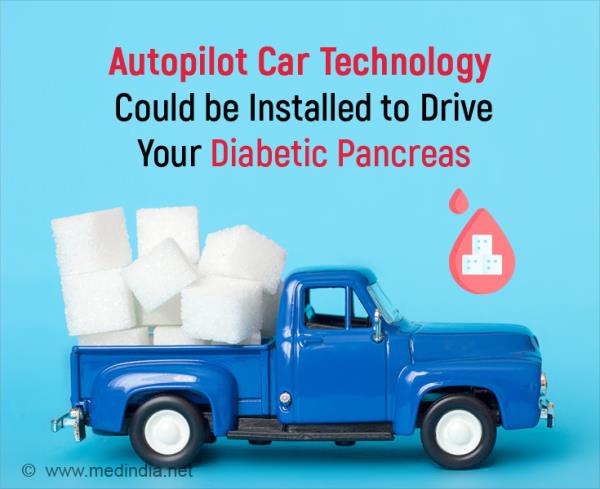 Autopilot Car Technology
Could be Installed to Drive
Your Diabetic Pancreas
© www.medindia.net